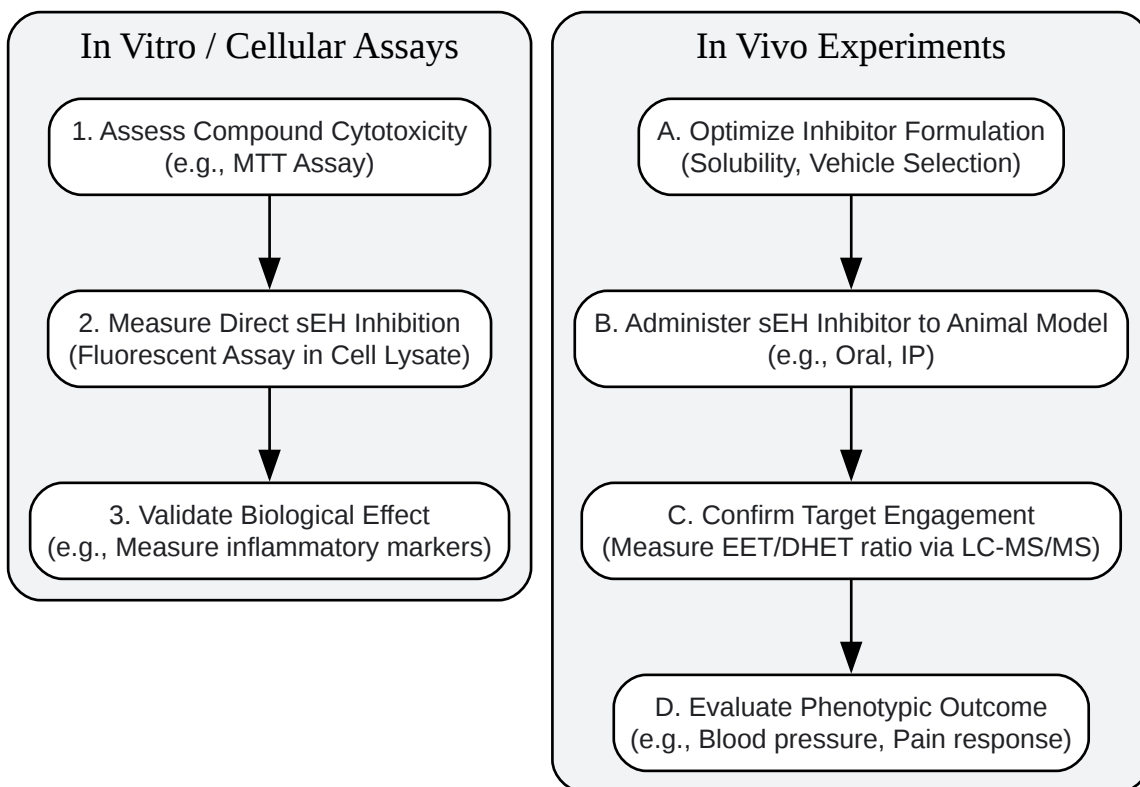 In Vitro / Cellular Assays
1. Assess Compound Cytotoxicity
(e.g., MTT Assay)
2. Measure Direct sEH Inhibition
(Fluorescent Assay in Cell Lysate)
3. Validate Biological Effect
(e.g., Measure inflammatory markers)
In Vivo Experiments
A. Optimize Inhibitor Formulation
(Solubility, Vehicle Selection)
B. Administer sEH Inhibitor to Animal Model
(e.g., Oral, IP)
C. Confirm Target Engagement
(Measure EET/DHET ratio via LC-MS/MS)
D. Evaluate Phenotypic Outcome
(e.g., Blood pressure, Pain response)